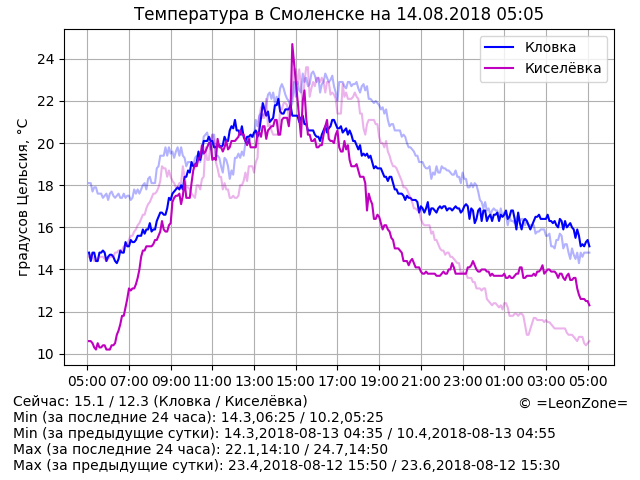 Температура в Смоленске на 14.08.2018 05:05
Кловка
Киселёвка
градусов Цельсия, °C
24
22
20
18
16
14
12
10
05:00 07:00 09:00 11:00 13:00 15:00 17:00 19:00 21:00 23:00 01:00 03:00 05:00
Сейчас: 15.1 / 12.3 (Кловка / Киселёвка)
© =LeonZone=
Min (за последние 24 часа): 14.3,06:25 / 10.2,05:25
Min (за предыдущие сутки): 14.3,2018-08-13 04:35 / 10.4,2018-08-13 04:55
Max (за последние 24 часа): 22.1,14:10 / 24.7,14:50
Max (за предыдущие сутки): 23.4,2018-08-12 15:50 / 23.6,2018-08-12 15:30